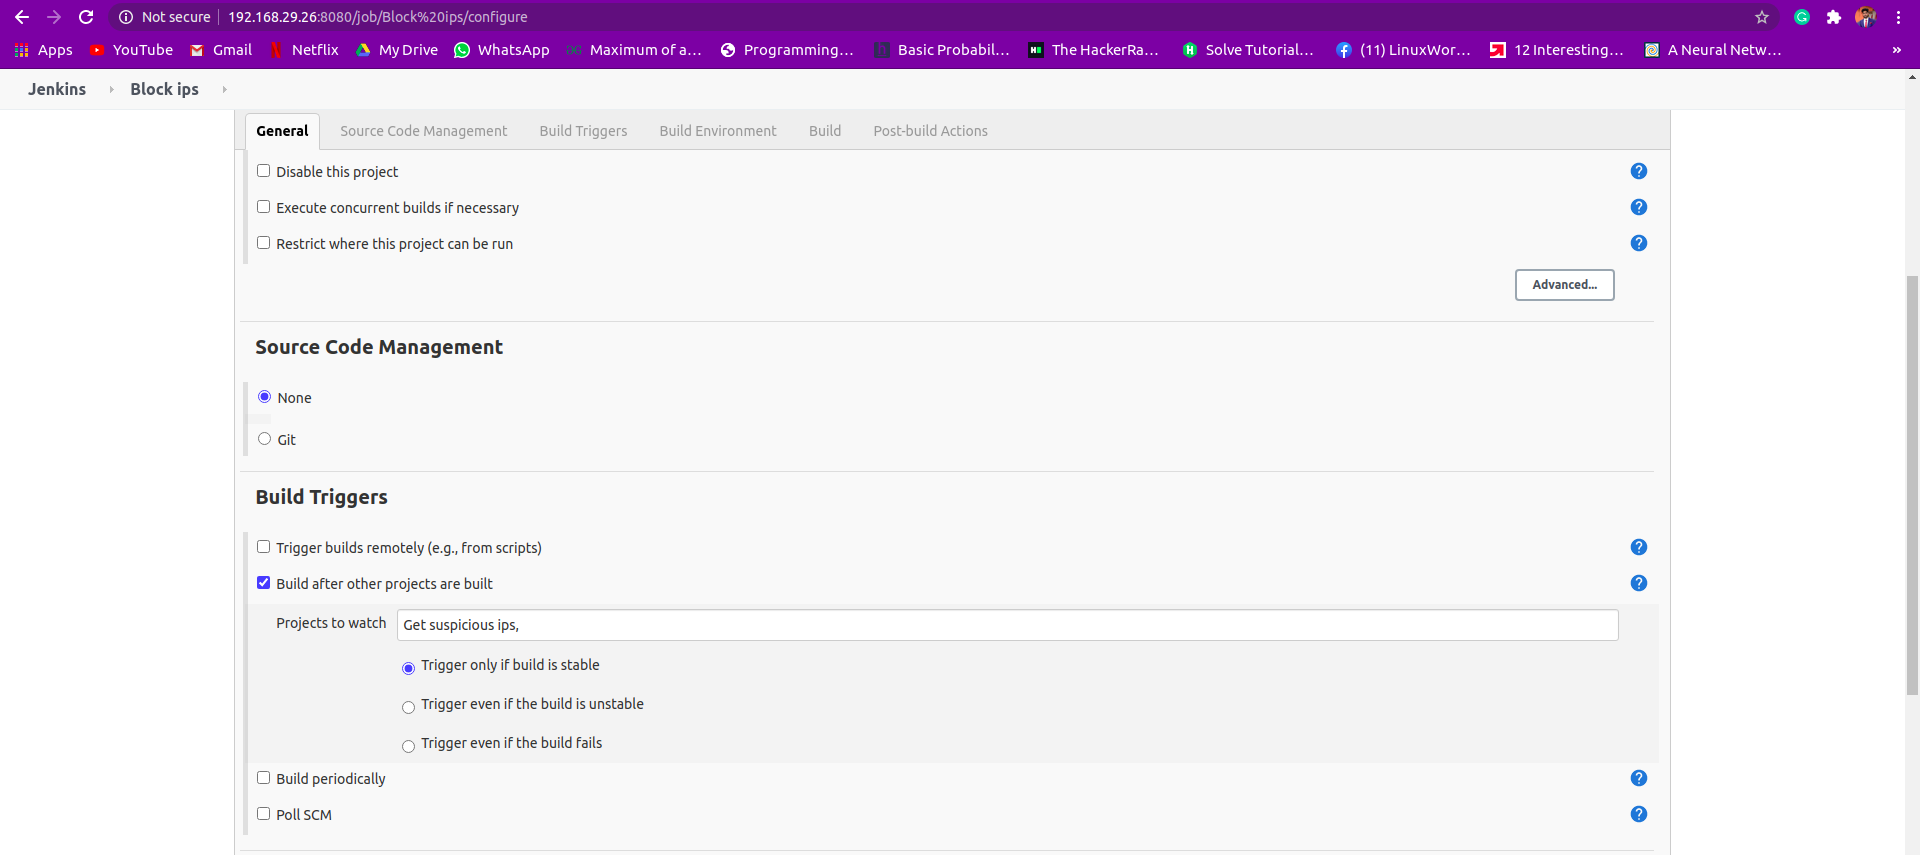 Not secure 192.168.29.26:8080/job/Block%20ips/configure
Apps YouTube Gmail Netflix My Drive WhatsApp Maximum of a... Programming... Basic Probabil... The HackerRa... Solve Tutorial... (11) LinuxWor... 12 Interesting... A Neural Netw... »
Jenkins Block ips
General Source Code Management Build Triggers Build Environment Build Post-build Actions
Disable this project ?
Execute concurrent builds if necessary ?
Restrict where this project can be run ?
Advanced...
Source Code Management
None
Git
Build Triggers
Trigger builds remotely (e.g., from scripts) ?
Build after other projects are built ?
Projects to watch Get suspicious ips,
Trigger only if build is stable
Trigger even if the build is unstable
Trigger even if the build fails
Build periodically ?
Poll SCM ?